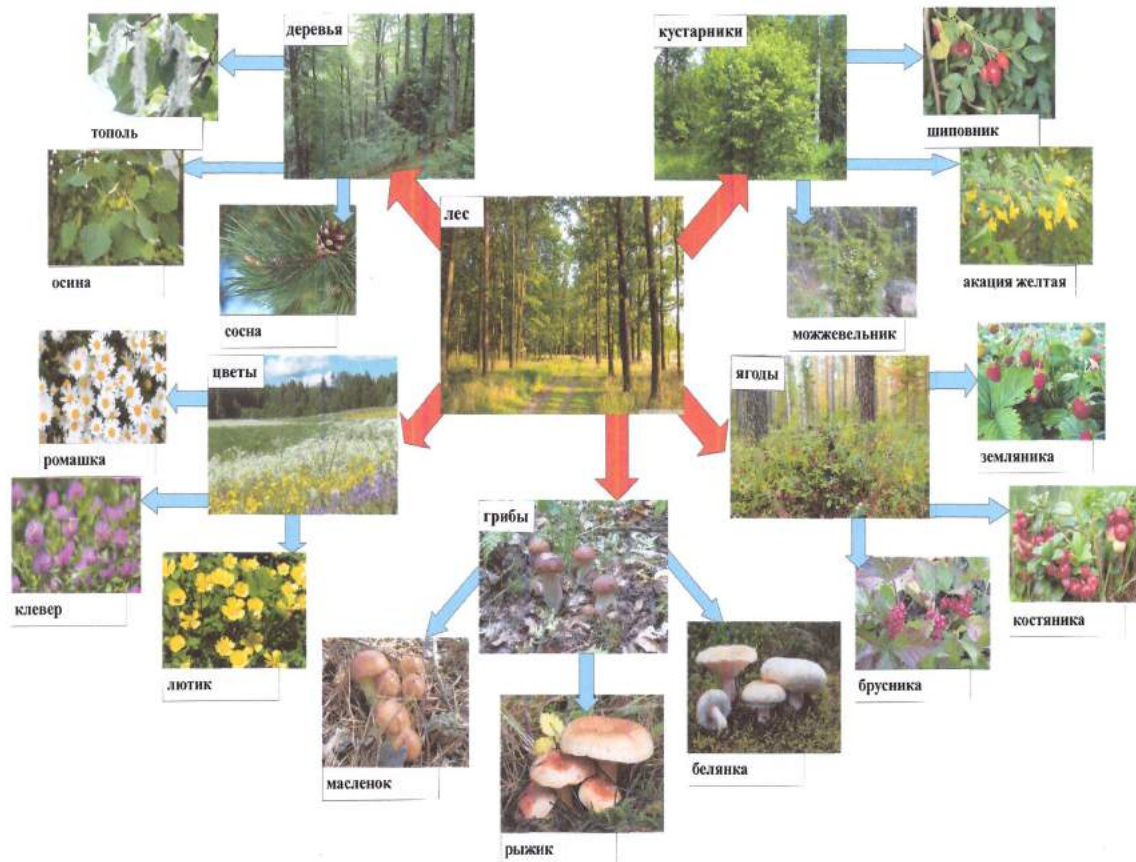 деревья
кустарники
тополь
шиповник
лес
осина
акация желтая
сосна
можжевельник
цветы
ягоды
ромашка
земляника
грибы
клевер
костяника
лютик
брусника
масленок
белянка
рыжик